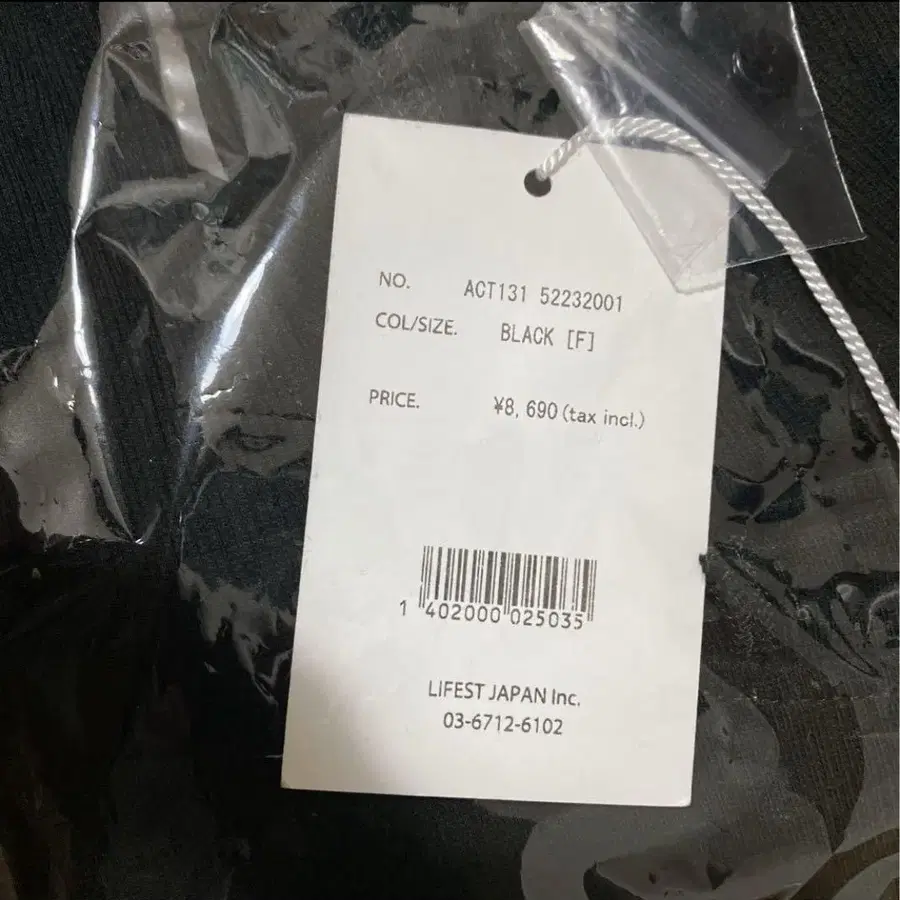 NO. ACT131 52232001
COL/SIZE. BLACK [F]
PRICE. ¥8,690(tax incl.)
1 402000 025035
LIFEST JAPAN Inc.
03-6712-6102